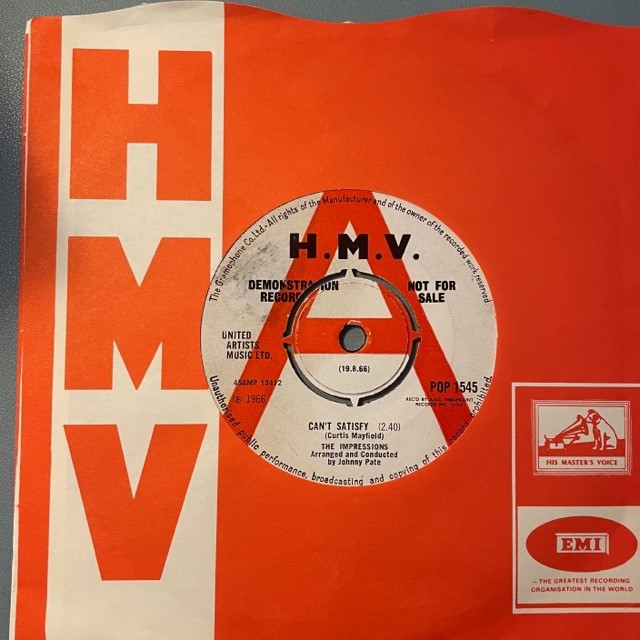 HMV
The Gramophone Co. Ltd. - All rights of the Manufacturer and of the owner of the recorded work reserved.
H.M.V.
DEMONSTRATION RECORD
NOT FOR SALE
UNITED
ARTISTS
MUSIC LTD.
(19.8.66)
45AMP 13412
℗ 1966
POP 1545
REC'D BY A.B.C. PARAMOUNT
RECORDS INC., U.S.A.
CAN'T SATISFY (2.40)
(Curtis Mayfield)
THE IMPRESSIONS
Arranged and Conducted
by Johnny Pate
Unauthorised public performance, broadcasting and copying of this record prohibited.
A
HIS MASTER'S VOICE
EMI
— THE GREATEST RECORDING
ORGANISATION IN THE WORLD